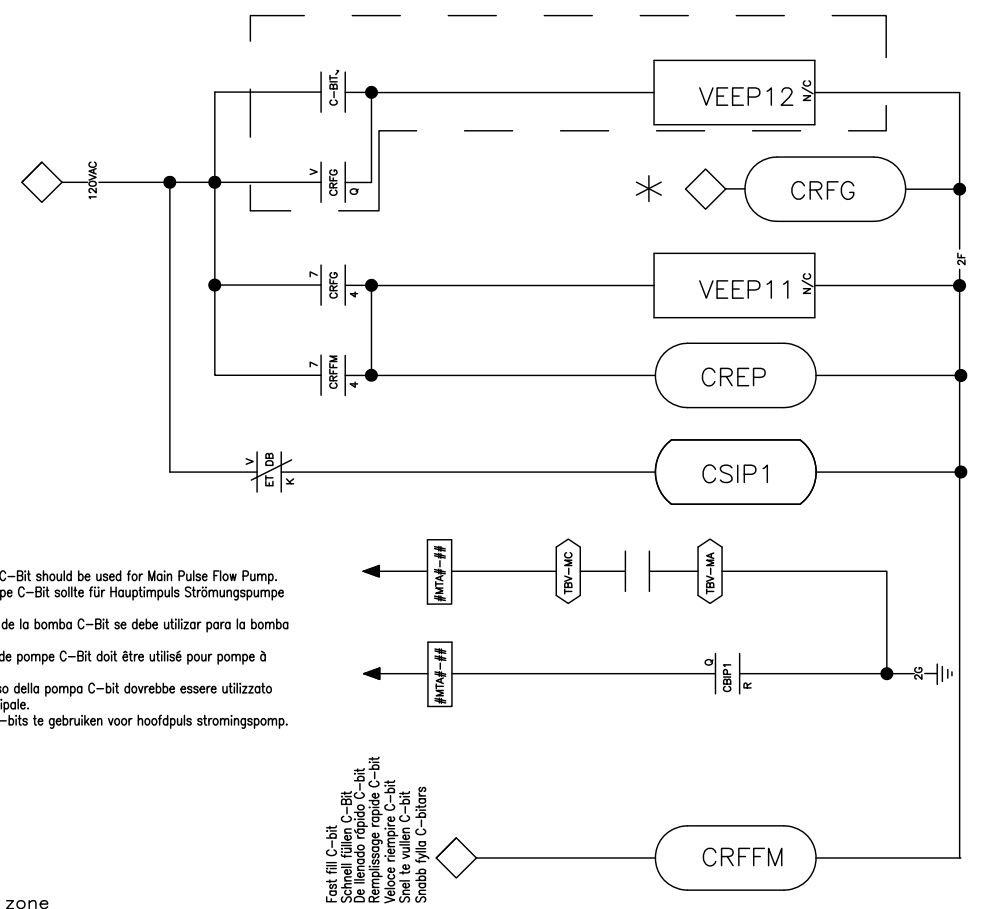 C-BIT
VEEP12
N/C
120VAC
V
CRFG
Q
CRFG
2F
7
CRFG
4
VEEP11
N/C
7
CRFFM
4
CREP
V
ET DB
K
CSIP1
#MTA#-##
TBV-MC
TBV-MA
C-Bit should be used for Main Pulse Flow Pump.
pe C-Bit sollte für Hauptimpuls Strömungspumpe
de la bomba C-Bit se debe utilizar para la bomba
de pompe C-Bit doit être utilisé pour pompe à
so della pompa C-bit dovrebbe essere utilizzato
ipale.
-bits te gebruiken voor hoofdpuls stromingspomp.
#MTA#-##
Q
CBIP1
R
2G
Fast fill C-bit
Schnell füllen C-Bit
De llenado rápido C-bit
Remplissage rapide C-bit
Veloce riempire C-bit
Snel te vullen C-bit
Snabb fylla C-bitars
CRFFM
zone